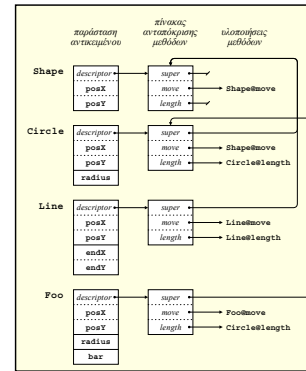 παράσταση αντικειμένου
πίνακας ανταπόκρισης μεθόδων
υλοποιήσεις μεθόδων
Shape
descriptor
posX
posY
super
move
length
Shape@move
Circle
descriptor
posX
posY
radius
super
move
length
Shape@move
Circle@length
Line
descriptor
posX
posY
endX
endY
super
move
length
Line@move
Line@length
Foo
descriptor
posX
posY
radius
bar
super
move
length
Foo@move
Circle@length